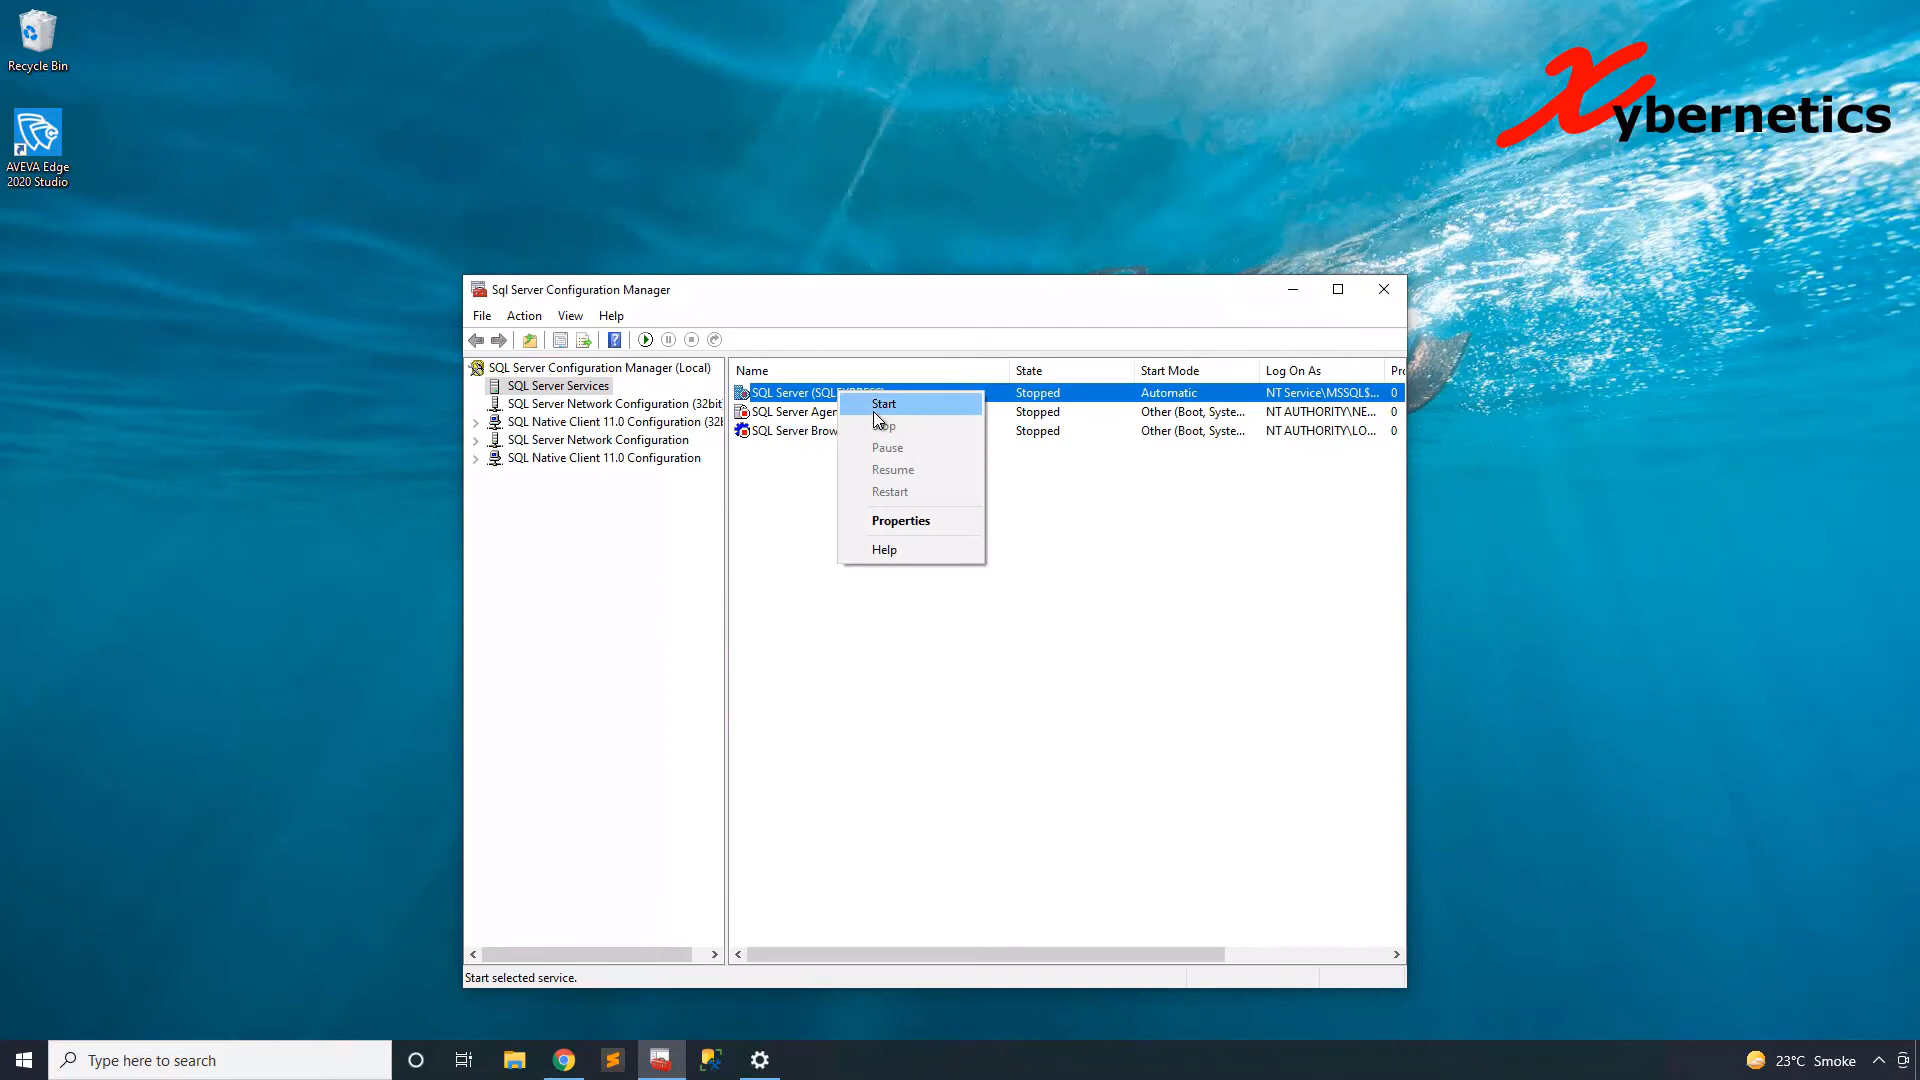 Recycle Bin
AVEVA Edge
2020 Studio
Xybernetics
Sql Server Configuration Manager
File Action View Help
SQL Server Configuration Manager (Local)
SQL Server Services
SQL Server Network Configuration (32bit
SQL Native Client 11.0 Configuration (32b
SQL Server Network Configuration
SQL Native Client 11.0 Configuration
Name State Start Mode Log On As Pro
SQL Server (SQLEXPRESS) Stopped Automatic NT Service\MSSQL$... 0
SQL Server Agen Stopped Other (Boot, Syste... NT AUTHORITY\NE... 0
SQL Server Brow Stopped Other (Boot, Syste... NT AUTHORITY\LO... 0
Start
Stop
Pause
Resume
Restart
Properties
Help
Start selected service.
Type here to search
23°C Smoke